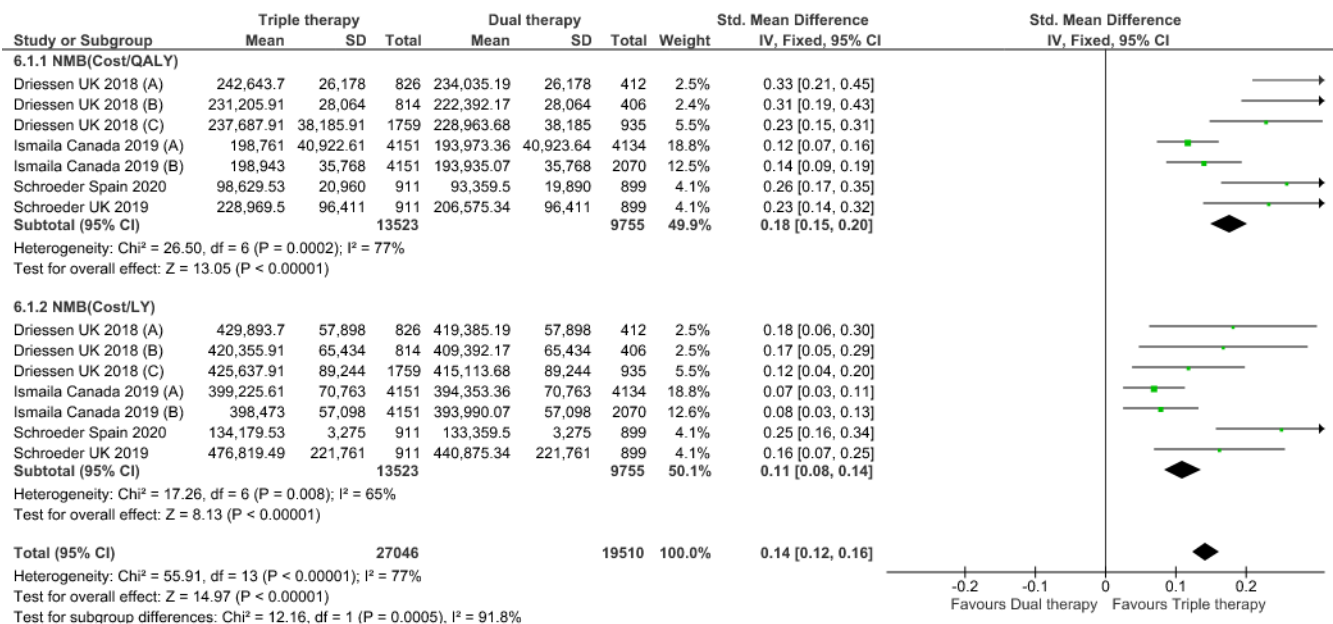 Triple therapy Dual therapy Std. Mean Difference Std. Mean Difference
Study or Subgroup Mean SD Total Mean SD Total Weight IV, Fixed, 95% CI IV, Fixed, 95% CI
6.1.1 NMB(Cost/QALY)
Driessen UK 2018 (A) 242,643.7 26,178 826 234,035.19 26,178 412 2.5% 0.33 [0.21, 0.45]
Driessen UK 2018 (B) 231,205.91 28,064 814 222,392.17 28,064 406 2.4% 0.31 [0.19, 0.43]
Driessen UK 2018 (C) 237,687.91 38,185.91 1759 228,963.68 38,185 935 5.5% 0.23 [0.15, 0.31]
Ismaila Canada 2019 (A) 198,761 40,922.61 4151 193,973.36 40,923.64 4134 18.8% 0.12 [0.07, 0.16]
Ismaila Canada 2019 (B) 198,943 35,768 4151 193,935.07 35,768 2070 12.5% 0.14 [0.09, 0.19]
Schroeder Spain 2020 98,629.53 20,960 911 93,359.5 19,890 899 4.1% 0.26 [0.17, 0.35]
Schroeder UK 2019 228,969.5 96,411 911 206,575.34 96,411 899 4.1% 0.23 [0.14, 0.32]
Subtotal (95% CI) 13523 9755 49.9% 0.18 [0.15, 0.20]
Heterogeneity: Chi² = 26.50, df = 6 (P = 0.0002); I² = 77%
Test for overall effect: Z = 13.05 (P < 0.00001)
6.1.2 NMB(Cost/LY)
Driessen UK 2018 (A) 429,893.7 57,898 826 419,385.19 57,898 412 2.5% 0.18 [0.06, 0.30]
Driessen UK 2018 (B) 420,355.91 65,434 814 409,392.17 65,434 406 2.5% 0.17 [0.05, 0.29]
Driessen UK 2018 (C) 425,637.91 89,244 1759 415,113.68 89,244 935 5.5% 0.12 [0.04, 0.20]
Ismaila Canada 2019 (A) 399,225.61 70,763 4151 394,353.36 70,763 4134 18.8% 0.07 [0.03, 0.11]
Ismaila Canada 2019 (B) 398,473 57,098 4151 393,990.07 57,098 2070 12.6% 0.08 [0.03, 0.13]
Schroeder Spain 2020 134,179.53 3,275 911 133,359.5 3,275 899 4.1% 0.25 [0.16, 0.34]
Schroeder UK 2019 476,819.49 221,761 911 440,875.34 221,761 899 4.1% 0.16 [0.07, 0.25]
Subtotal (95% CI) 13523 9755 50.1% 0.11 [0.08, 0.14]
Heterogeneity: Chi² = 17.26, df = 6 (P = 0.008); I² = 65%
Test for overall effect: Z = 8.13 (P < 0.00001)
Total (95% CI) 27046 19510 100.0% 0.14 [0.12, 0.16]
Heterogeneity: Chi² = 55.91, df = 13 (P < 0.00001); I² = 77%
Test for overall effect: Z = 14.97 (P < 0.00001)
Test for subgroup differences: Chi² = 12.16, df = 1 (P = 0.0005), I² = 91.8%
-0.2 -0.1 0 0.1 0.2
Favours Dual therapy Favours Triple therapy